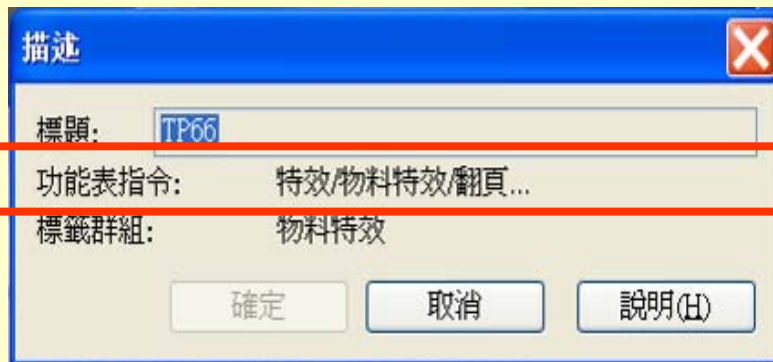 描述
標題: TP66
功能表指令: 特效/物料特效/翻頁...
標籤群組: 物料特效
確定 取消 說明(H)